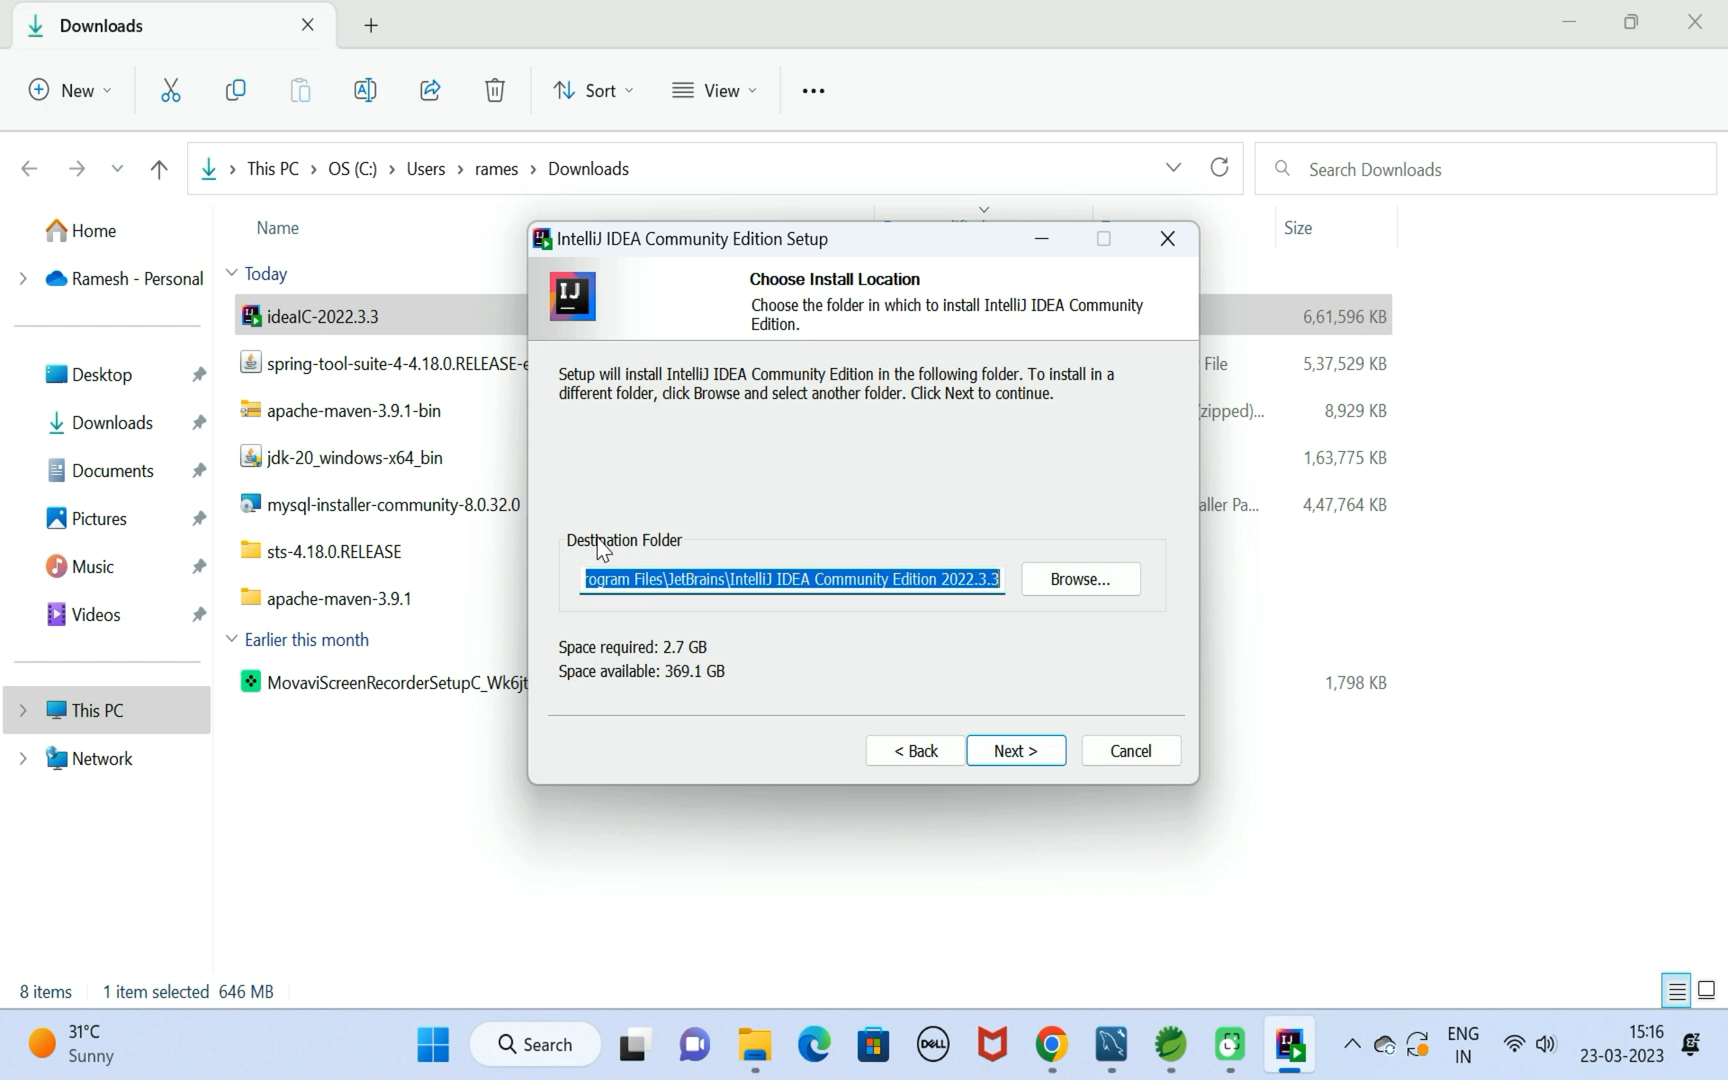 Downloads
New
Sort
View
This PC > OS (C:) > Users > rames > Downloads
Search Downloads
Home
Ramesh - Personal
Desktop
Downloads
Documents
Pictures
Music
Videos
This PC
Network
Name
Size
Today
ideaIC-2022.3.3
6,61,596 KB
spring-tool-suite-4-4.18.0.RELEASE-e
File
5,37,529 KB
apache-maven-3.9.1-bin
(zipped)...
8,929 KB
jdk-20_windows-x64_bin
1,63,775 KB
mysql-installer-community-8.0.32.0
aller Pa...
4,47,764 KB
sts-4.18.0.RELEASE
apache-maven-3.9.1
Earlier this month
MovaviScreenRecorderSetupC_Wk6jt
1,798 KB
IntelliJ IDEA Community Edition Setup
IJ
Choose Install Location
Choose the folder in which to install IntelliJ IDEA Community
Edition.
Setup will install IntelliJ IDEA Community Edition in the following folder. To install in a
different folder, click Browse and select another folder. Click Next to continue.
Destination Folder
rogram Files\JetBrains\IntelliJ IDEA Community Edition 2022.3.3
Browse...
Space required: 2.7 GB
Space available: 369.1 GB
< Back
Next >
Cancel
8 items
1 item selected 646 MB
31°C
Sunny
Search
DELL
ENG
IN
15:16
23-03-2023